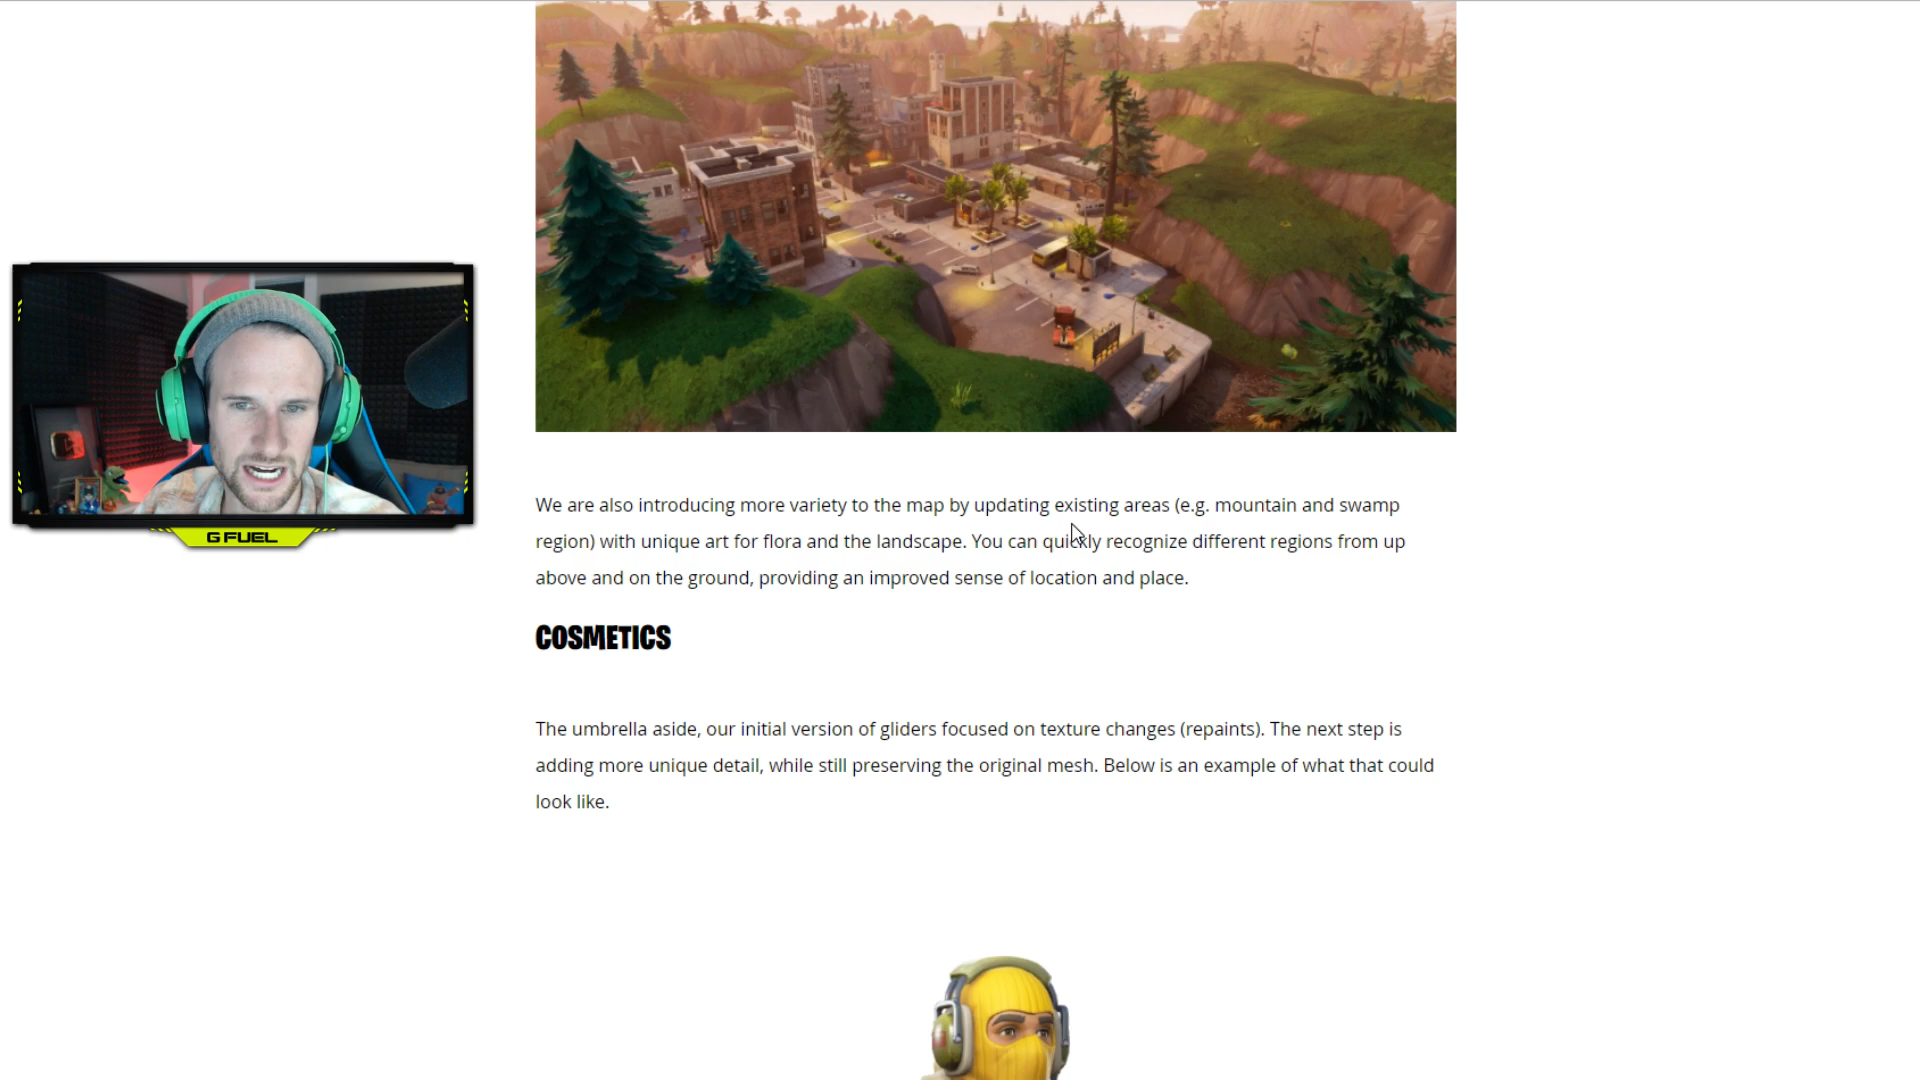 G FUEL
We are also introducing more variety to the map by updating existing areas (e.g. mountain and swamp
region) with unique art for flora and the landscape. You can quickly recognize different regions from up
above and on the ground, providing an improved sense of location and place.
COSMETICS
The umbrella aside, our initial version of gliders focused on texture changes (repaints). The next step is
adding more unique detail, while still preserving the original mesh. Below is an example of what that could
look like.